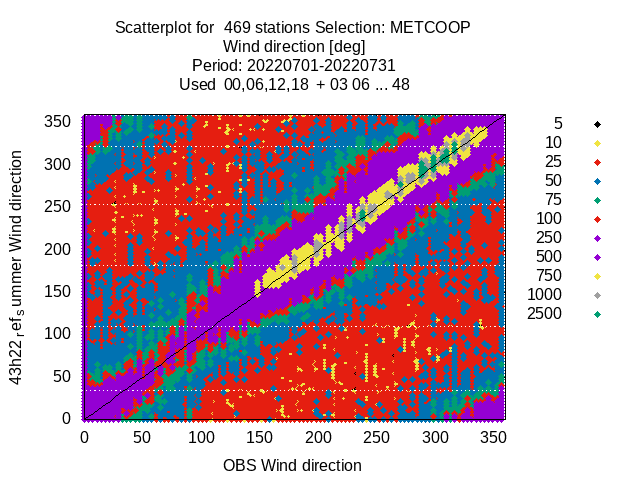 Scatterplot for 469 stations Selection: METCOOP
Wind direction [deg]
Period: 20220701-20220731
Used 00,06,12,18 + 03 06 ... 48
43h22 ref summer Wind direction
350
300
250
200
150
100
50
0
0 50 100 150 200 250 300 350
OBS Wind direction
5
10
25
50
75
100
250
500
750
1000
2500